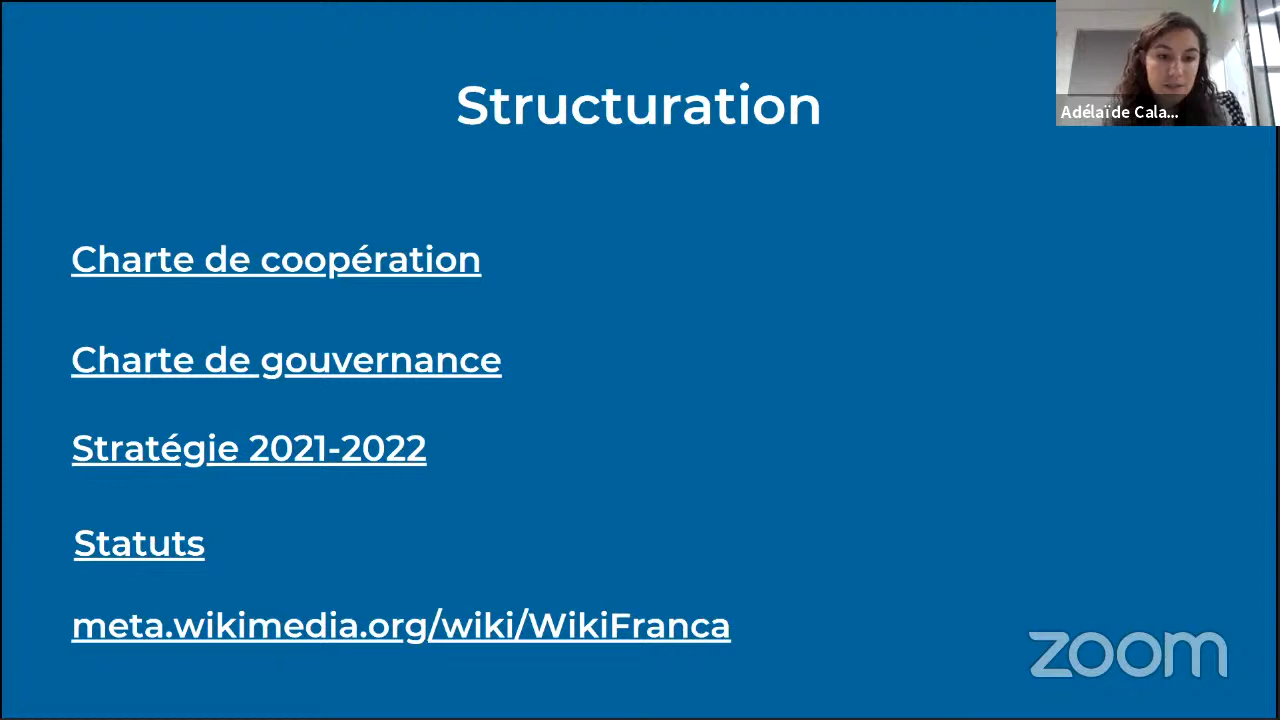 Structuration
Adélaïde Cala...
Charte de coopération
Charte de gouvernance
Stratégie 2021-2022
Statuts
meta.wikimedia.org/wiki/WikiFranca
zoom